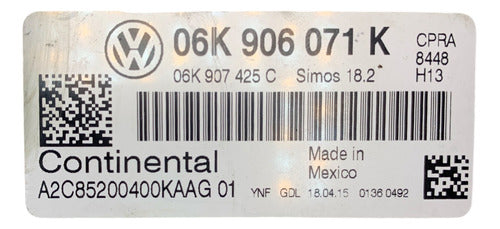 06K 906 071 K
CPRA
8448
H13
06K 907 425 C Simos 18.2
Continental
A2C85200400KAAG 01
Made in
Mexico
YNF GDL 18.04.15 0136 0492